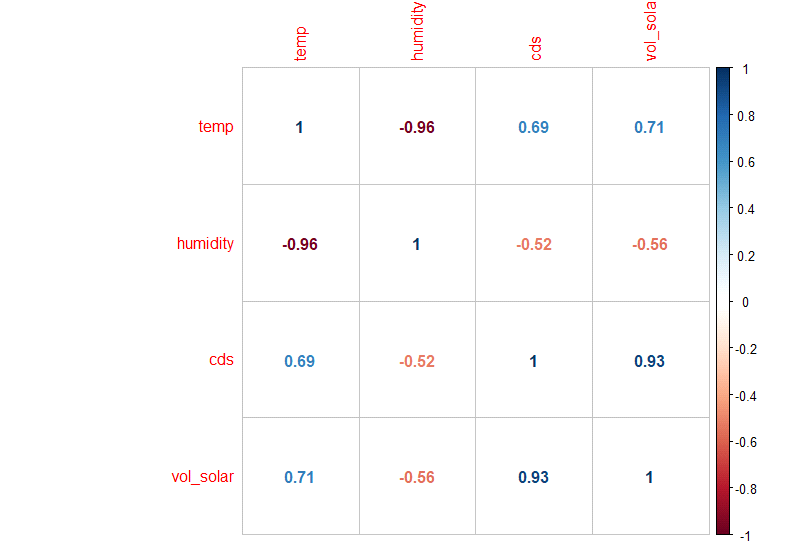 temp humidity cds vol_sola
1
temp 1 -0.96 0.69 0.71
0.8
0.6
0.4
humidity -0.96 1 -0.52 -0.56
0.2
0
-0.2
cds 0.69 -0.52 1 0.93
-0.4
-0.6
vol_solar 0.71 -0.56 0.93 1
-0.8
-1